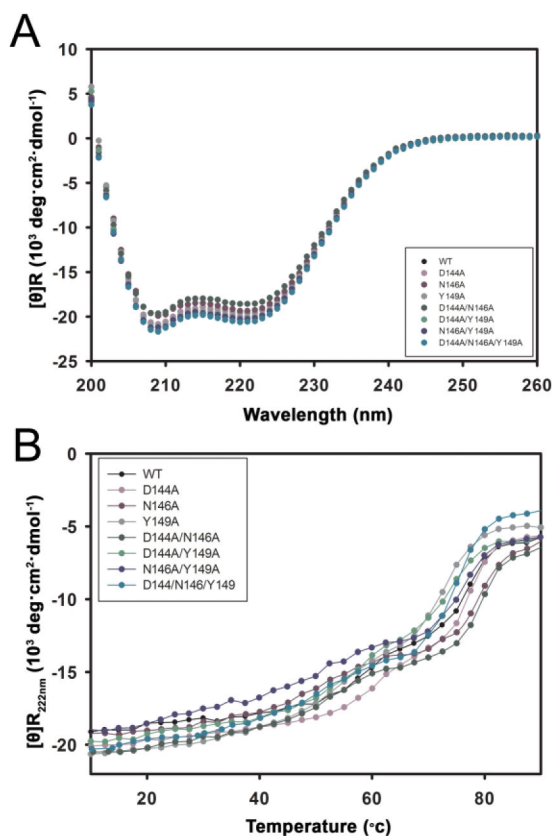 A
10
5
0
-5
-10
-15
-20
-25
[θ]R (10³ deg·cm²·dmol⁻¹)
WT
D144A
N146A
Y149A
D144A/N146A
D144A/Y149A
N146A/Y149A
D144A/N146A/Y149A
200 210 220 230 240 250 260
Wavelength (nm)
B
0
-5
-10
-15
-20
[θ]R₂₂₂nm (10³ deg·cm²·dmol⁻¹)
WT
D144A
N146A
Y149A
D144A/N146A
D144A/Y149A
N146A/Y149A
D144/N146/Y149
20 40 60 80
Temperature (°c)